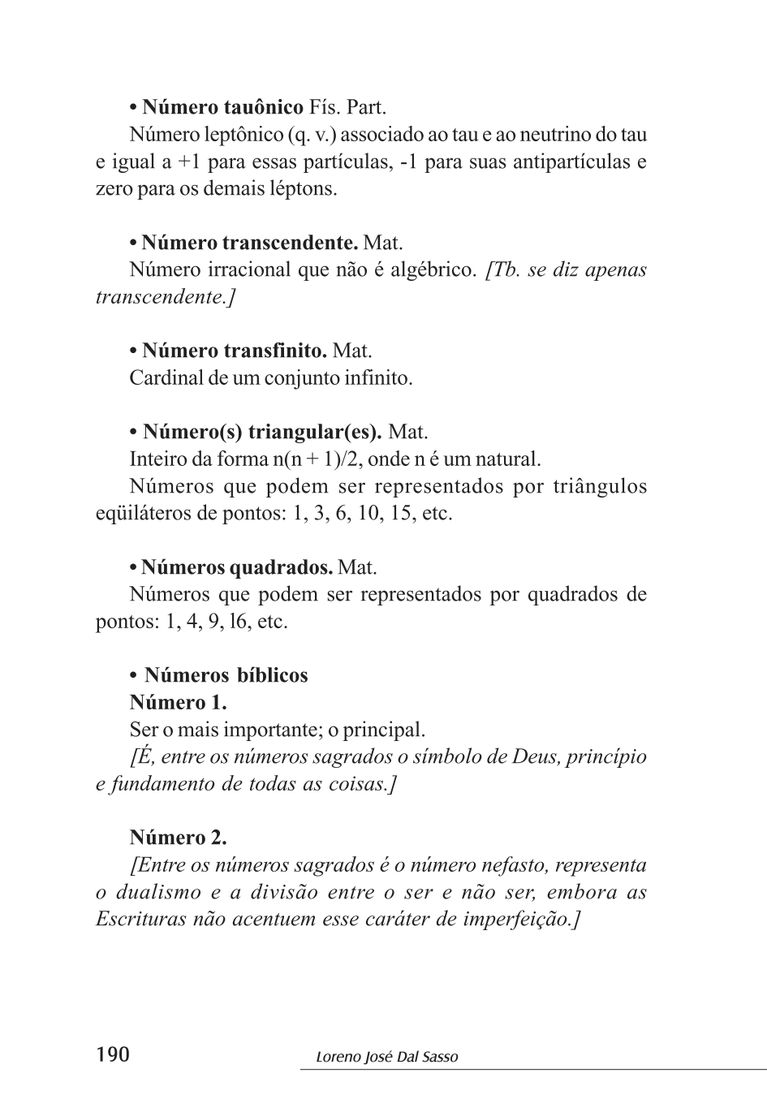 • Número tauônico Fís. Part.
Número leptônico (q. v.) associado ao tau e ao neutrino do tau
e igual a +1 para essas partículas, -1 para suas antipartículas e
zero para os demais léptons.
• Número transcendente. Mat.
Número irracional que não é algébrico. [Tb. se diz apenas
transcendente.]
• Número transfinito. Mat.
Cardinal de um conjunto infinito.
• Número(s) triangular(es). Mat.
Inteiro da forma n(n + 1)/2, onde n é um natural.
Números que podem ser representados por triângulos
eqüiláteros de pontos: 1, 3, 6, 10, 15, etc.
• Números quadrados. Mat.
Números que podem ser representados por quadrados de
pontos: 1, 4, 9, l6, etc.
• Números bíblicos
Número 1.
Ser o mais importante; o principal.
[É, entre os números sagrados o símbolo de Deus, princípio
e fundamento de todas as coisas.]
Número 2.
[Entre os números sagrados é o número nefasto, representa
o dualismo e a divisão entre o ser e não ser, embora as
Escrituras não acentuem esse caráter de imperfeição.]
190
Loreno José Dal Sasso